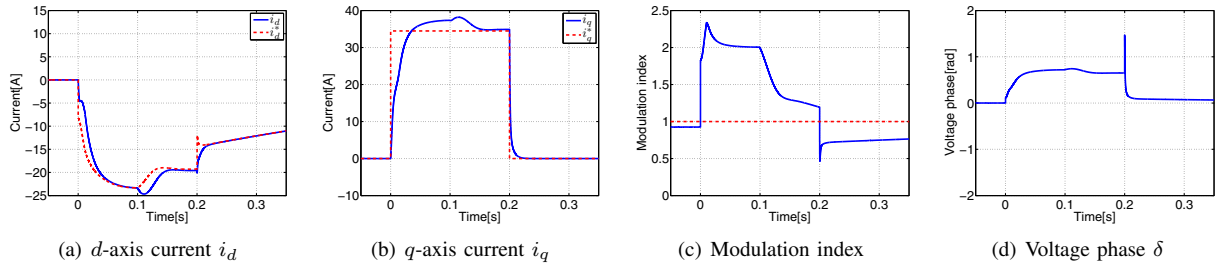 15
10
5
0
−5
−10
−15
−20
−25
Current[A]
i_d
i_d^*
0
0.1
0.2
0.3
Time[s]
(a) d-axis current i_d
40
30
20
10
0
−10
Current[A]
i_q
i_q^*
0
0.1
0.2
0.3
Time[s]
(b) q-axis current i_q
2.5
2
1.5
1
0.5
0
Modulation index
0
0.1
0.2
0.3
Time[s]
(c) Modulation index
2
1
0
−1
−2
Voltage phase[rad]
0
0.1
0.2
0.3
Time[s]
(d) Voltage phase δ